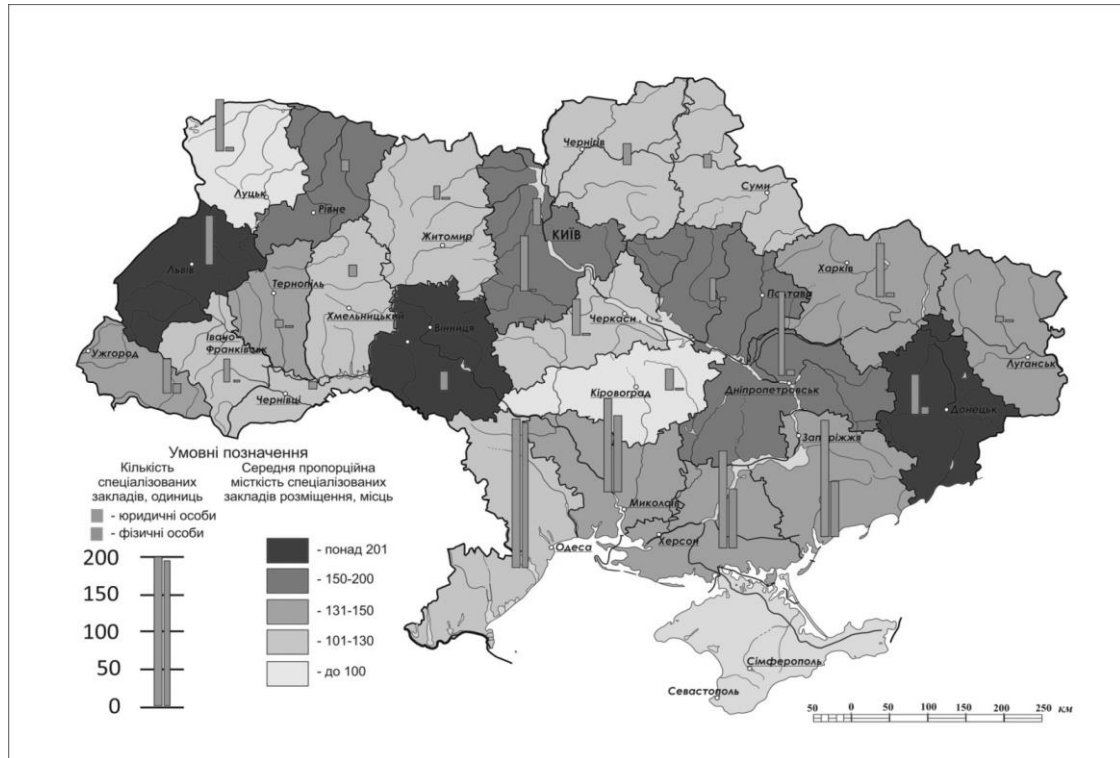 Чернігів
Суми
Луцьк
Рівне
КИЇВ
Житомир
Львів
Харків
Тернопіль
Полтава
Хмельницький
Вінниця
Черкаси
Івано
Франківськ
Ужгород
Луганськ
Чернівці
Кіровоград
Дніпропетровськ
Донецьк
Запоріжжя
Миколаїв
Херсон
Одеса
Сімферополь
Севастополь
Умовні позначення
Кількість
спеціалізованих
закладів, одиниць
- юридичні особи
- фізичні особи
200
150
100
50
0
Середня пропорційна
місткість спеціалізованих
закладів розміщення, місць
- понад 201
- 150-200
- 131-150
- 101-130
- до 100
50 0 50 100 150 200 250 км